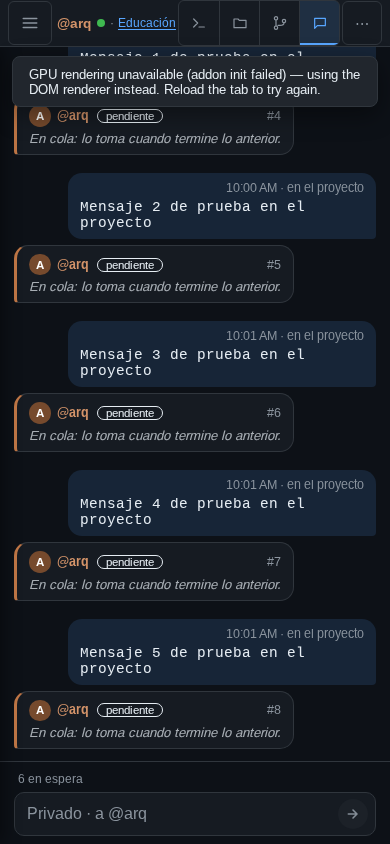 @arq · Educación
Mensaje 1 de prueba en el
GPU rendering unavailable (addon init failed) — using the
DOM renderer instead. Reload the tab to try again.
A @arq pendiente #4
En cola: lo toma cuando termine lo anterior.
10:00 AM · en el proyecto
Mensaje 2 de prueba en el
proyecto
A @arq pendiente #5
En cola: lo toma cuando termine lo anterior.
10:01 AM · en el proyecto
Mensaje 3 de prueba en el
proyecto
A @arq pendiente #6
En cola: lo toma cuando termine lo anterior.
10:01 AM · en el proyecto
Mensaje 4 de prueba en el
proyecto
A @arq pendiente #7
En cola: lo toma cuando termine lo anterior.
10:01 AM · en el proyecto
Mensaje 5 de prueba en el
proyecto
A @arq pendiente #8
En cola: lo toma cuando termine lo anterior.
6 en espera
Privado · a @arq